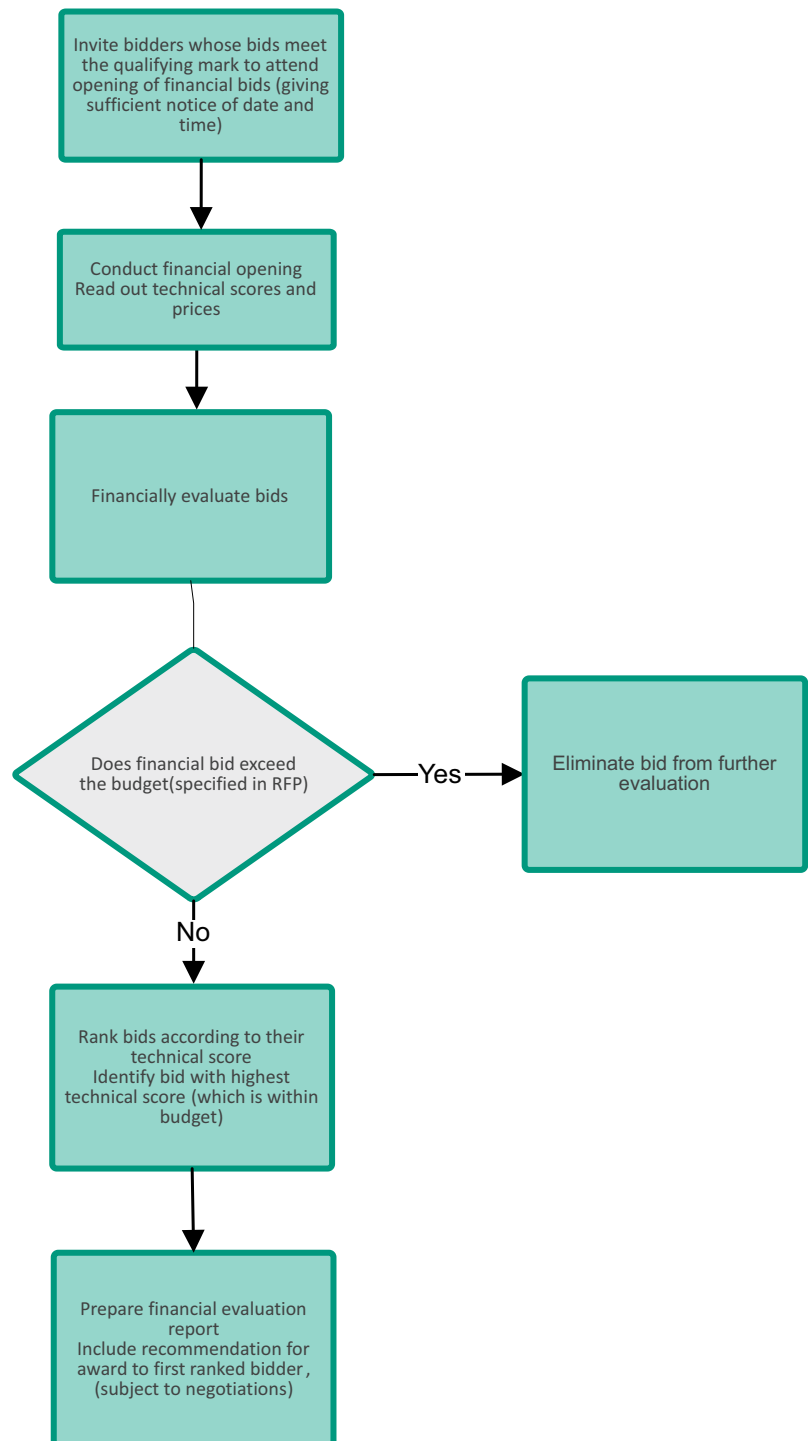 Invite bidders whose bids meet
the qualifying mark to attend
opening of financial bids (giving
sufficient notice of date and
time)
Conduct financial opening
Read out technical scores and
prices
Financially evaluate bids
Does financial bid exceed
the budget(specified in RFP)
Yes
Eliminate bid from further
evaluation
No
Rank bids according to their
technical score
Identify bid with highest
technical score (which is within
budget)
Prepare financial evaluation
report
Include recommendation for
award to first ranked bidder ,
(subject to negotiations)